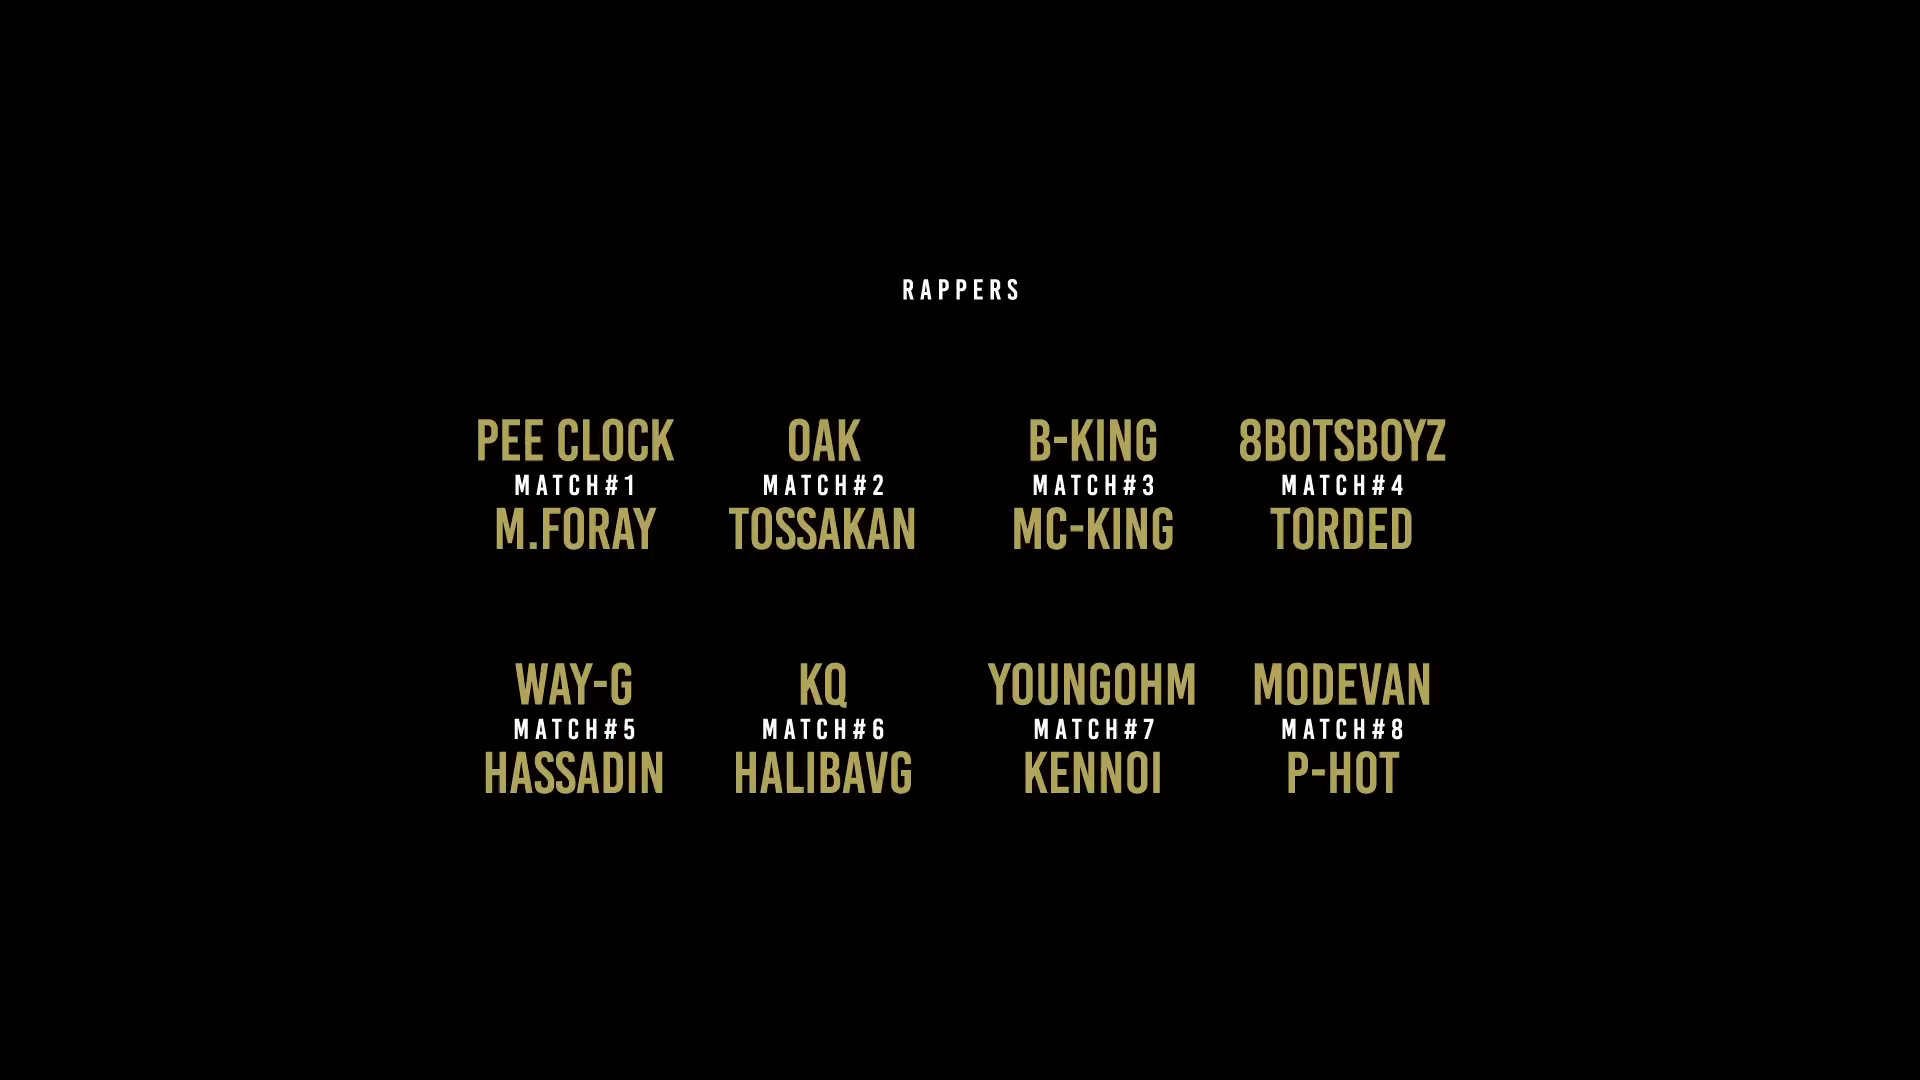 RAPPERS
PEE CLOCK
MATCH#1
M.FORAY
OAK
MATCH#2
TOSSAKAN
B-KING
MATCH#3
MC-KING
8BOTSBOYZ
MATCH#4
TORDED
WAY-G
MATCH#5
HASSADIN
KQ
MATCH#6
HALIBAVG
YOUNGOHM
MATCH#7
KENNOI
MODEVAN
MATCH#8
P-HOT